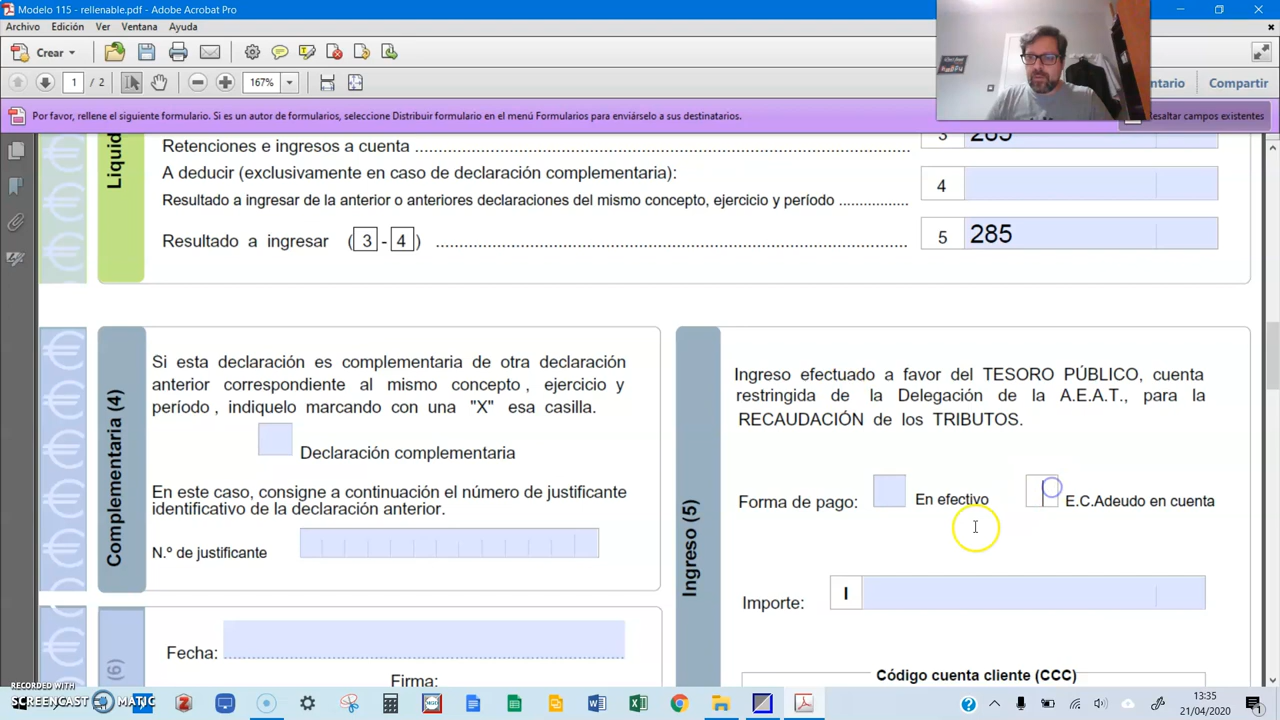 Modelo 115 - rellenable.pdf - Adobe Acrobat Pro
Archivo Edición Ver Ventana Ayuda
Crear
1 / 2 167% Compartir
Por favor, rellene el siguiente formulario. Si es un autor de formularios, seleccione Distribuir formulario en el menú Formularios para enviárselo a sus destinatarios.
Resaltar campos existentes
Liquid
Retenciones e ingresos a cuenta 3 285
A deducir (exclusivamente en caso de declaración complementaria):
Resultado a ingresar de la anterior o anteriores declaraciones del mismo concepto, ejercicio y período 4
Resultado a ingresar (3 - 4) 5 285
Complementaria (4)
Si esta declaración es complementaria de otra declaración
anterior correspondiente al mismo concepto , ejercicio y
período , indiquelo marcando con una "X" esa casilla.
Declaración complementaria
En este caso, consigne a continuación el número de justificante
identificativo de la declaración anterior.
N.º de justificante
Ingreso (5)
Ingreso efectuado a favor del TESORO PÚBLICO, cuenta
restringida de la Delegación de la A.E.A.T., para la
RECAUDACIÓN de los TRIBUTOS.
Forma de pago: En efectivo E.C.Adeudo en cuenta
Importe: I
Código cuenta cliente (CCC)
(6)
Fecha:
Firma:
RECORDED WITH
SCREENCAST MATIC
13:35
21/04/2020